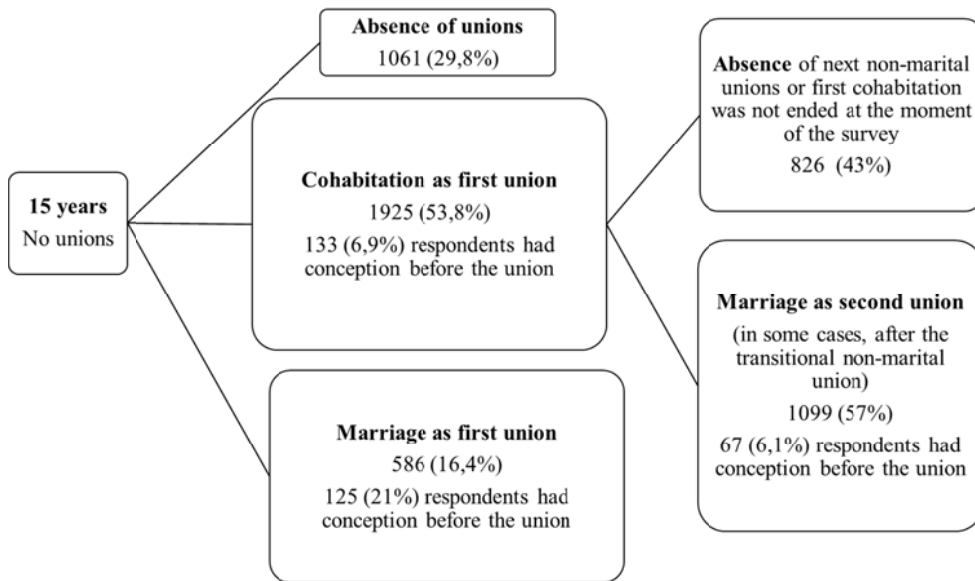 15 years
No unions
Absence of unions
1061 (29,8%)
Cohabitation as first union
1925 (53,8%)
133 (6,9%) respondents had
conception before the union
Marriage as first union
586 (16,4%)
125 (21%) respondents had
conception before the union
Absence of next non-marital
unions or first cohabitation
was not ended at the moment
of the survey
826 (43%)
Marriage as second union
(in some cases, after the
transitional non-marital
union)
1099 (57%)
67 (6,1%) respondents had
conception before the union